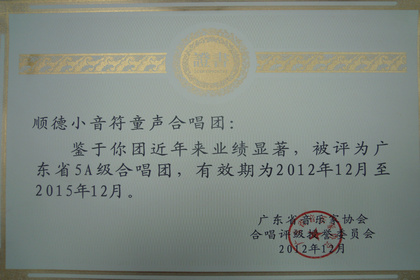 顺德小音符童声合唱团：
鉴于你团近年来业绩显著，被评为广
东省5A级合唱团，有效期为2012年12月至
2015年12月。
广东省音乐家协会
合唱评级委员会
2012年12月